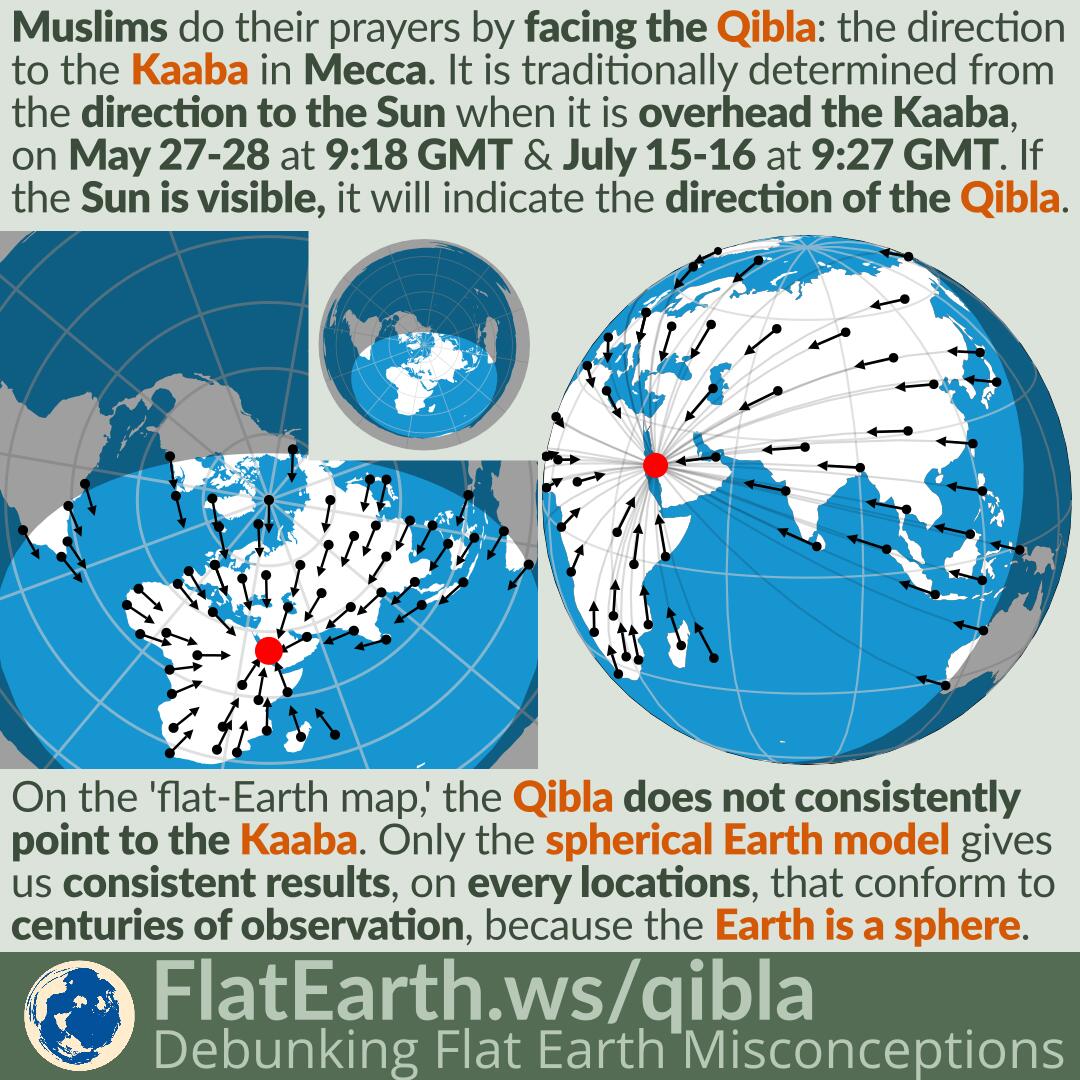 Muslims do their prayers by facing the Qibla: the direction
to the Kaaba in Mecca. It is traditionally determined from
the direction to the Sun when it is overhead the Kaaba,
on May 27-28 at 9:18 GMT & July 15-16 at 9:27 GMT. If
the Sun is visible, it will indicate the direction of the Qibla.
On the 'flat-Earth map,' the Qibla does not consistently
point to the Kaaba. Only the spherical Earth model gives
us consistent results, on every locations, that conform to
centuries of observation, because the Earth is a sphere.
FlatEarth.ws/qibla
Debunking Flat Earth Misconceptions